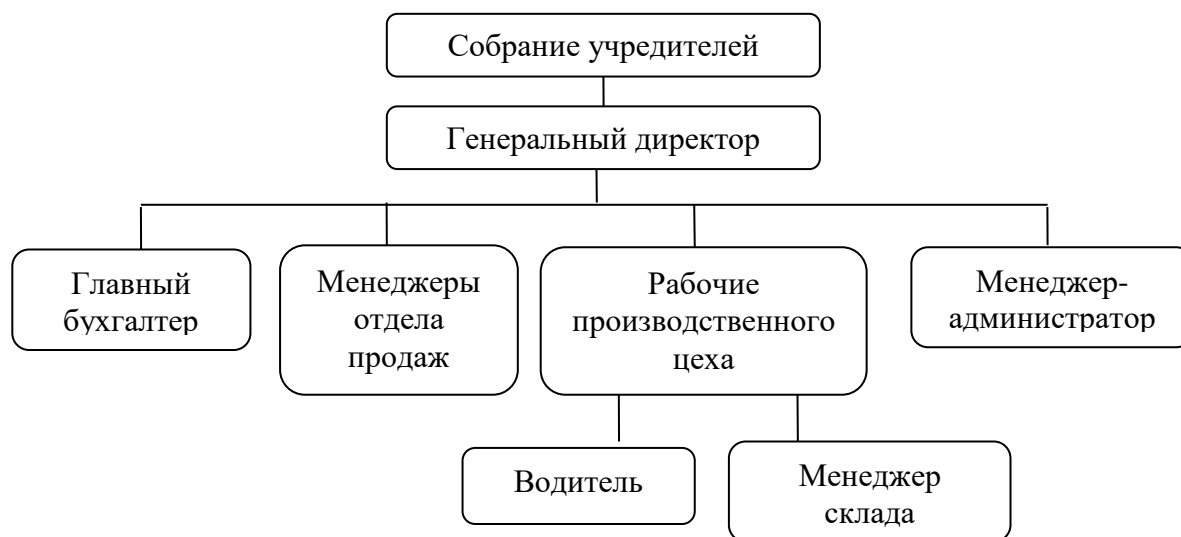 Собрание учредителей
Генеральный директор
Главный
бухгалтер
Менеджеры
отдела
продаж
Рабочие
производственного
цеха
Менеджер-
администратор
Водитель
Менеджер
склада